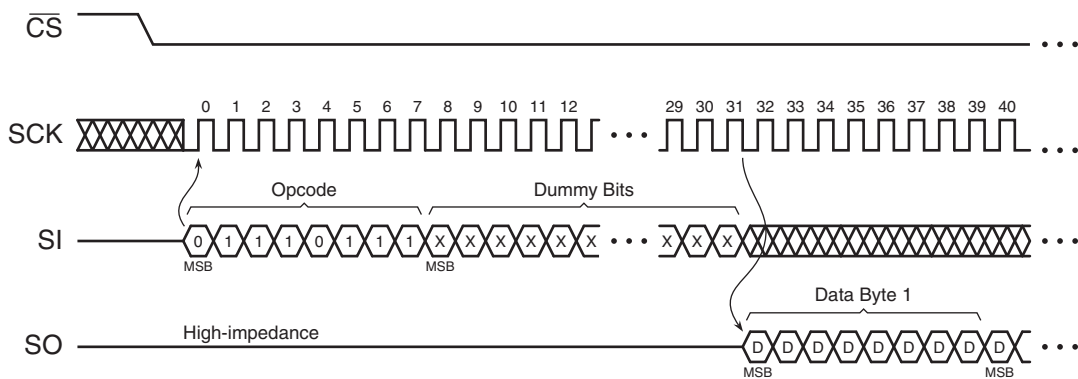 CS
0 1 2 3 4 5 6 7 8 9 10 11 12 29 30 31 32 33 34 35 36 37 38 39 40
SCK
Opcode Dummy Bits
SI 0 1 1 1 0 1 1 1 X X X X X X X X X
MSB MSB
Data Byte 1
High-impedance
SO D D D D D D D D D
MSB MSB